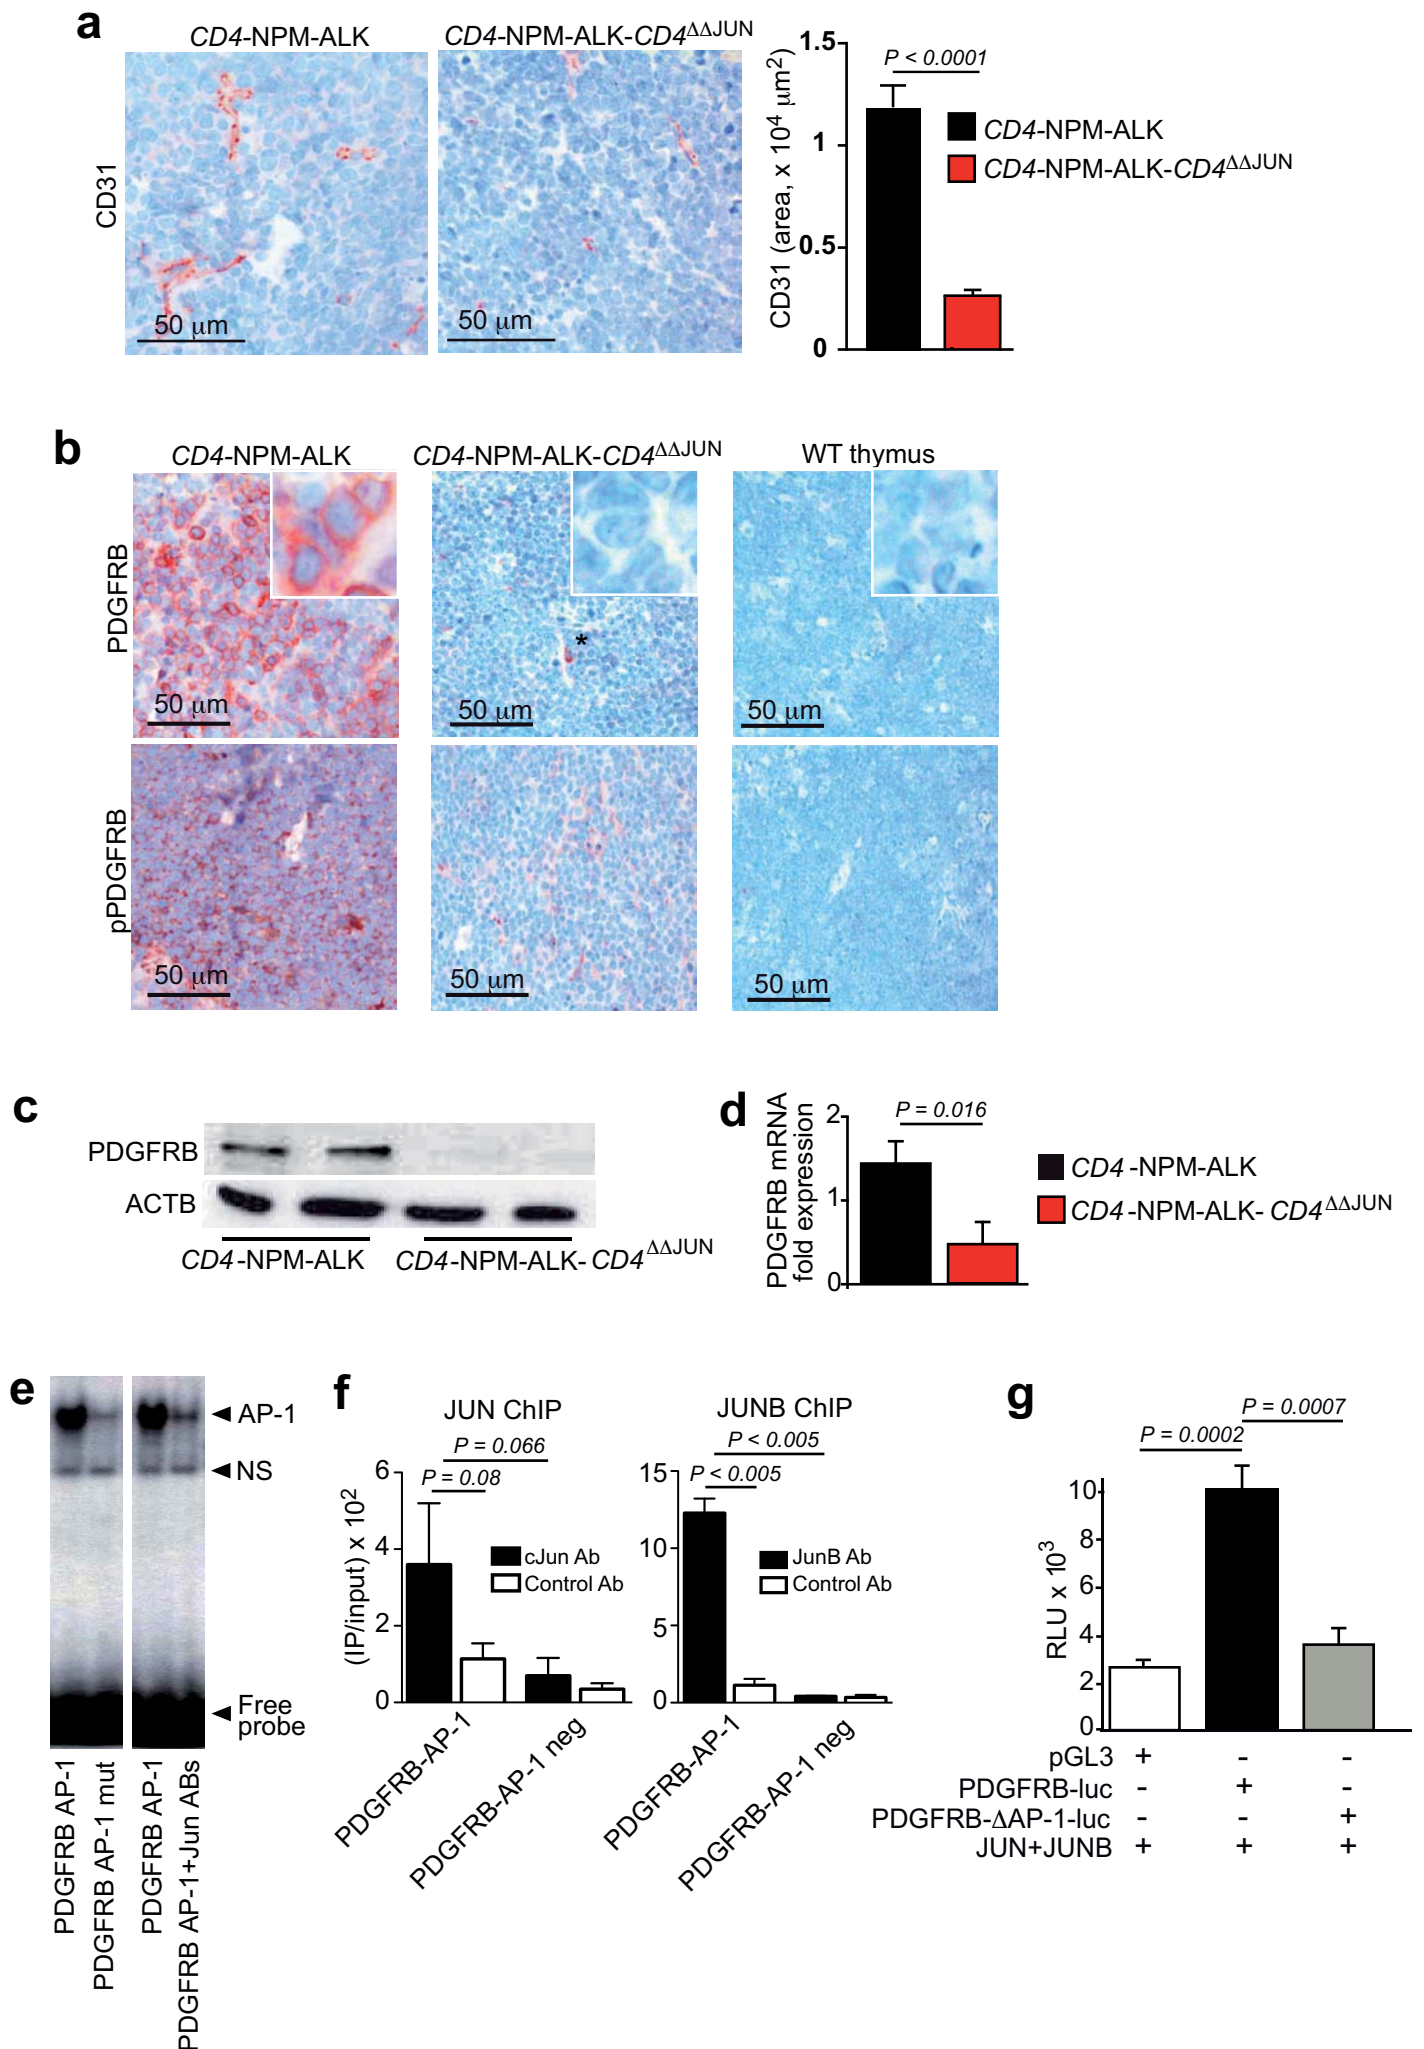 a
CD4-NPM-ALK
CD4-NPM-ALK-CD4ΔΔJUN
CD31
50 µm
50 µm
CD31 (area, x 10⁴ µm²)
1.5
1
0.5
0
P < 0.0001
CD4-NPM-ALK
CD4-NPM-ALK-CD4ΔΔJUN
b
CD4-NPM-ALK
CD4-NPM-ALK-CD4ΔΔJUN
WT thymus
PDGFRB
50 µm
*
50 µm
50 µm
pPDGFRB
50 µm
50 µm
50 µm
c
PDGFRB
ACTB
CD4-NPM-ALK
CD4-NPM-ALK-CD4ΔΔJUN
d
PDGFRB mRNA
fold expression
2
1
0
P = 0.016
CD4-NPM-ALK
CD4-NPM-ALK-CD4ΔΔJUN
e
AP-1
NS
Free
probe
PDGFRB AP-1
PDGFRB AP-1 mut
PDGFRB AP-1
PDGFRB AP-1+Jun ABs
f
JUN ChIP
P = 0.066
P = 0.08
(IP/input) x 10²
6
4
2
0
cJun Ab
Control Ab
PDGFRB-AP-1
PDGFRB-AP-1 neg
JUNB ChIP
P < 0.005
P < 0.005
15
10
5
0
JunB Ab
Control Ab
PDGFRB-AP-1
PDGFRB-AP-1 neg
g
P = 0.0007
P = 0.0002
RLU x 10³
10
8
6
4
2
0
pGL3 + - -
PDGFRB-luc - + -
PDGFRB-ΔAP-1-luc - - +
JUN+JUNB + + +